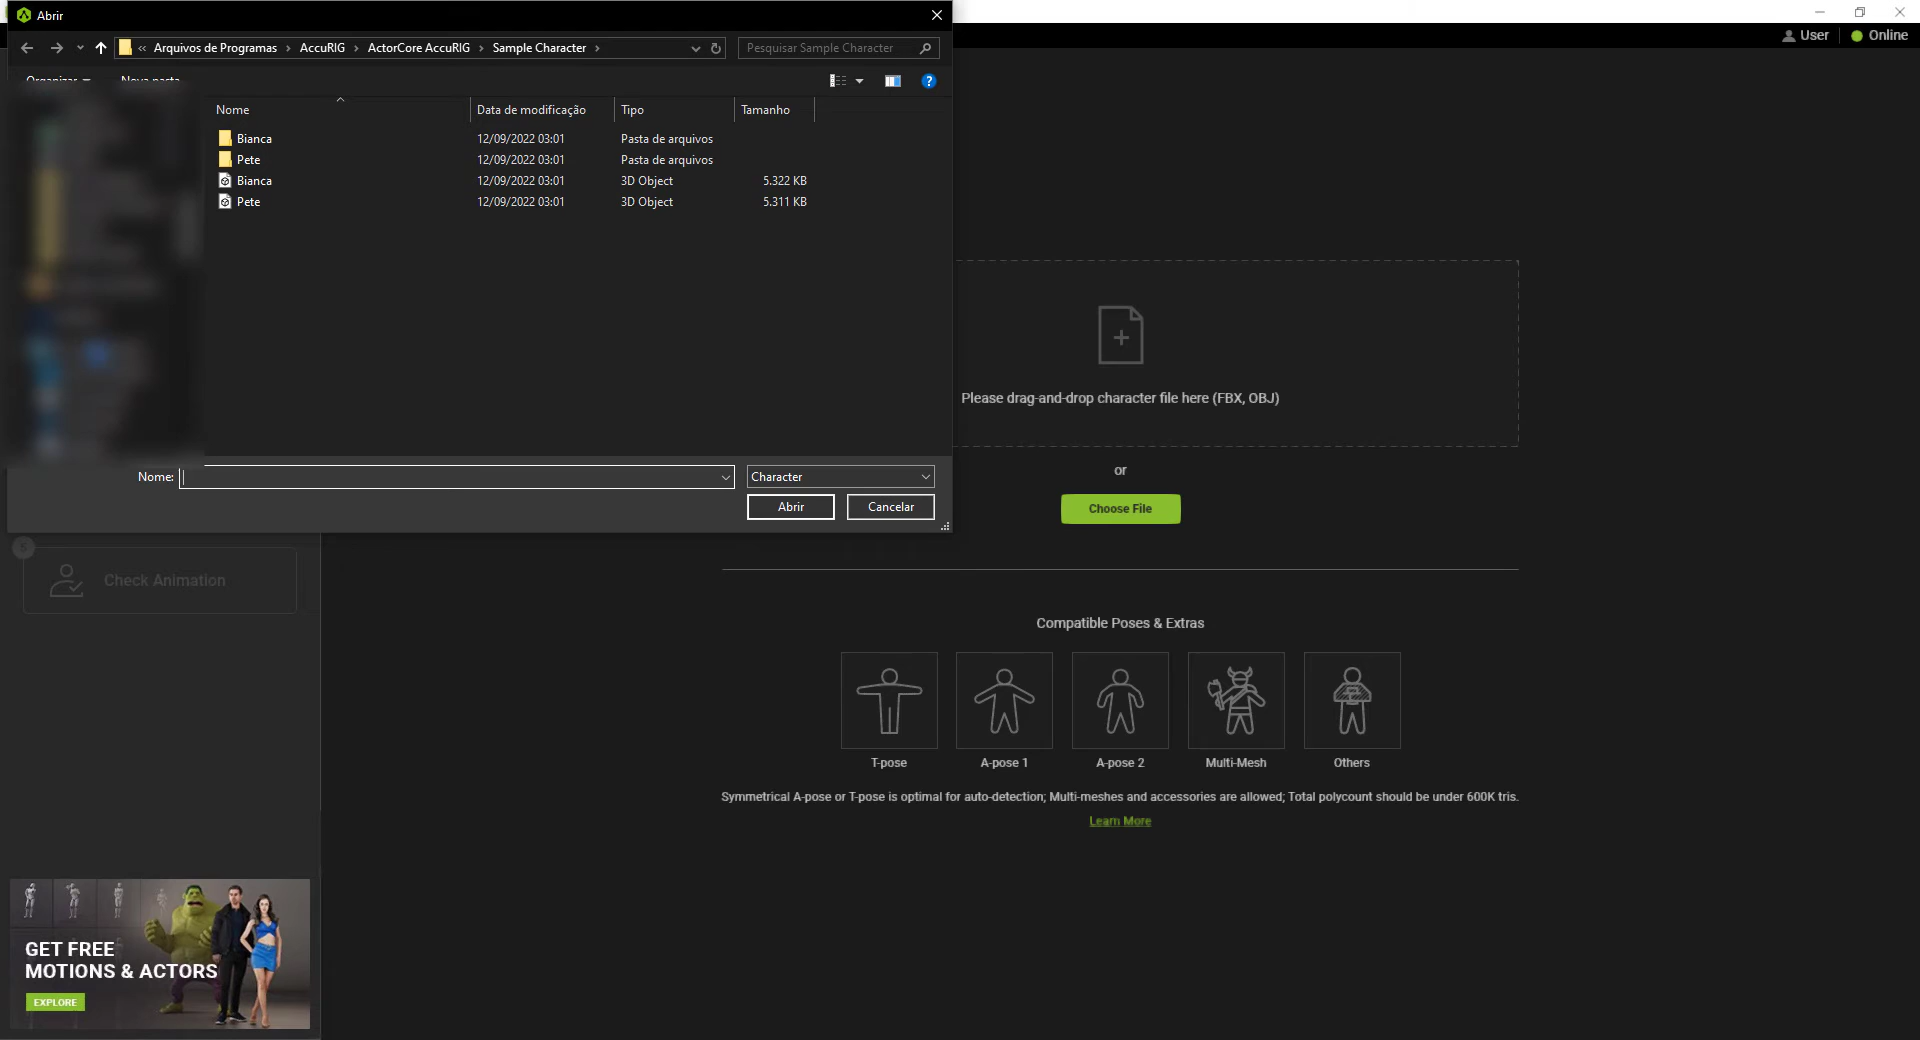 Abrir
User
Online
« Arquivos de Programas > AccuRIG > ActorCore AccuRIG > Sample Character >
Pesquisar Sample Character
Organizar
Nova pasta
Nome
Data de modificação
Tipo
Tamanho
Bianca 12/09/2022 03:01 Pasta de arquivos
Pete 12/09/2022 03:01 Pasta de arquivos
Bianca 12/09/2022 03:01 3D Object 5.322 KB
Pete 12/09/2022 03:01 3D Object 5.311 KB
Nome:
Character
Abrir
Cancelar
Please drag-and-drop character file here (FBX, OBJ)
or
Choose File
5
Check Animation
Compatible Poses & Extras
T-pose
A-pose 1
A-pose 2
Multi-Mesh
Others
Symmetrical A-pose or T-pose is optimal for auto-detection; Multi-meshes and accessories are allowed; Total polycount should be under 600K tris.
Learn More
GET FREE
MOTIONS & ACTORS
EXPLORE